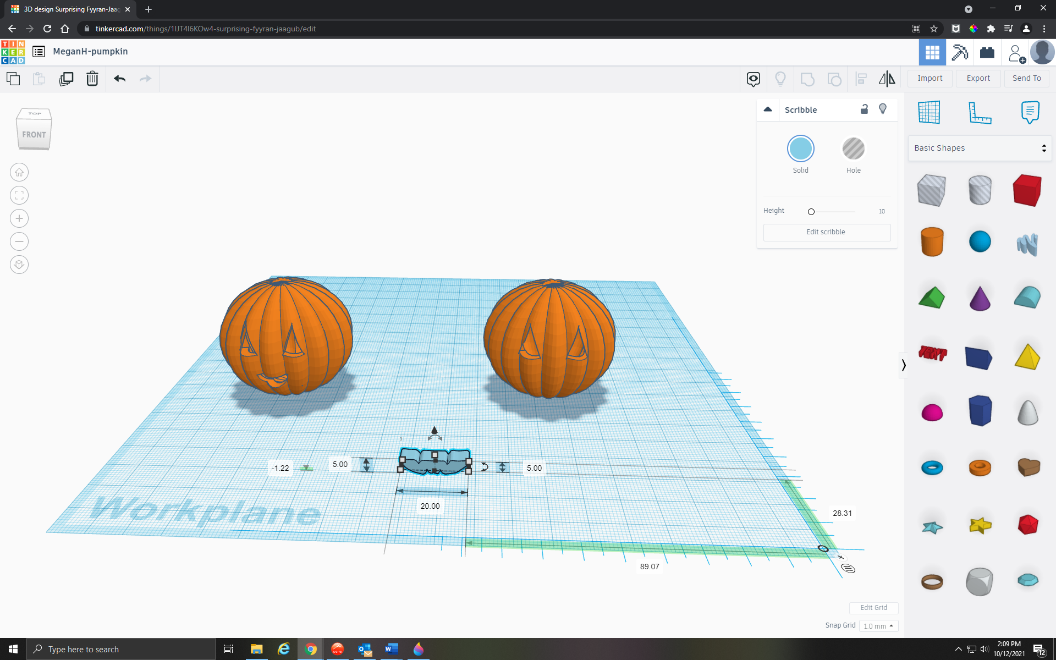 3D design Surprising Fyyran-Jaagub
tinkercad.com/things/1UT4I6KOw4-surprising-fyyran-jaagub/edit
TIN
KER
CAD
MeganH-pumpkin
Import
Export
Send To
FRONT
Scribble
Solid
Hole
Height
10
Edit scribble
Basic Shapes
-1.22
5.00
5.00
20.00
28.31
89.07
Workplane
Edit Grid
Snap Grid
1.0 mm
Type here to search
2:09 PM
10/12/2021